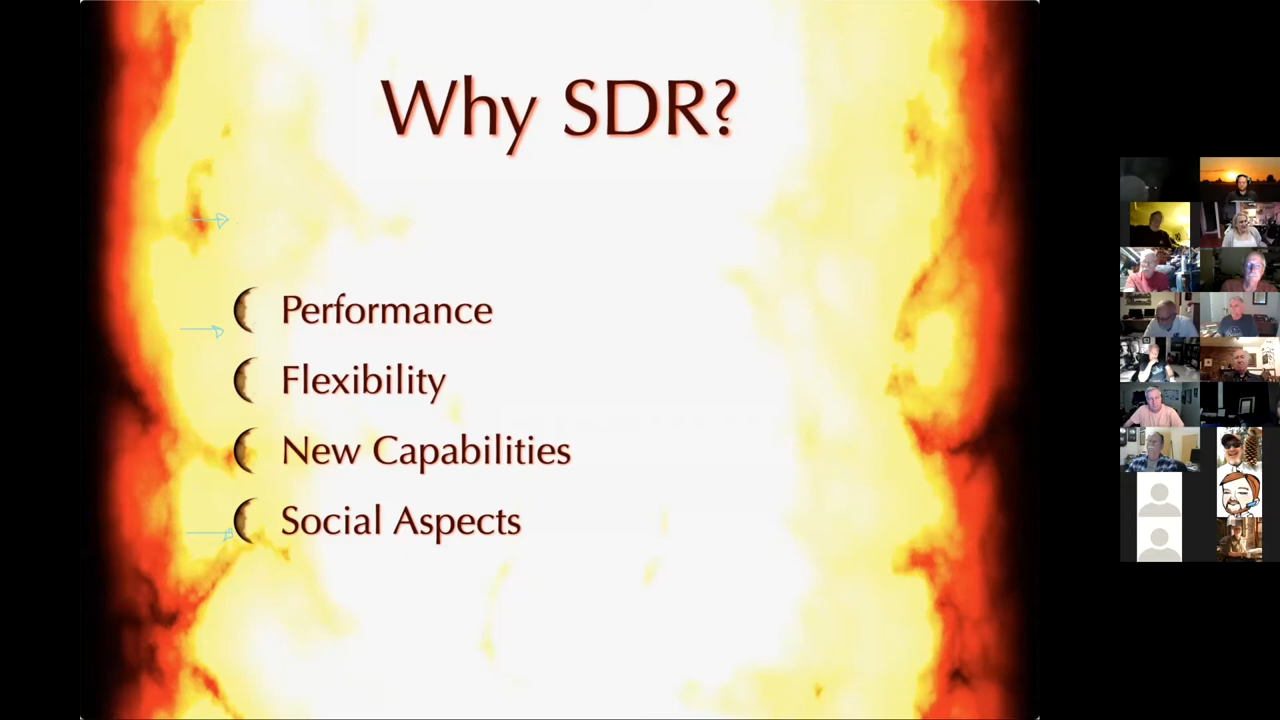 Why SDR?
Performance
Flexibility
New Capabilities
Social Aspects